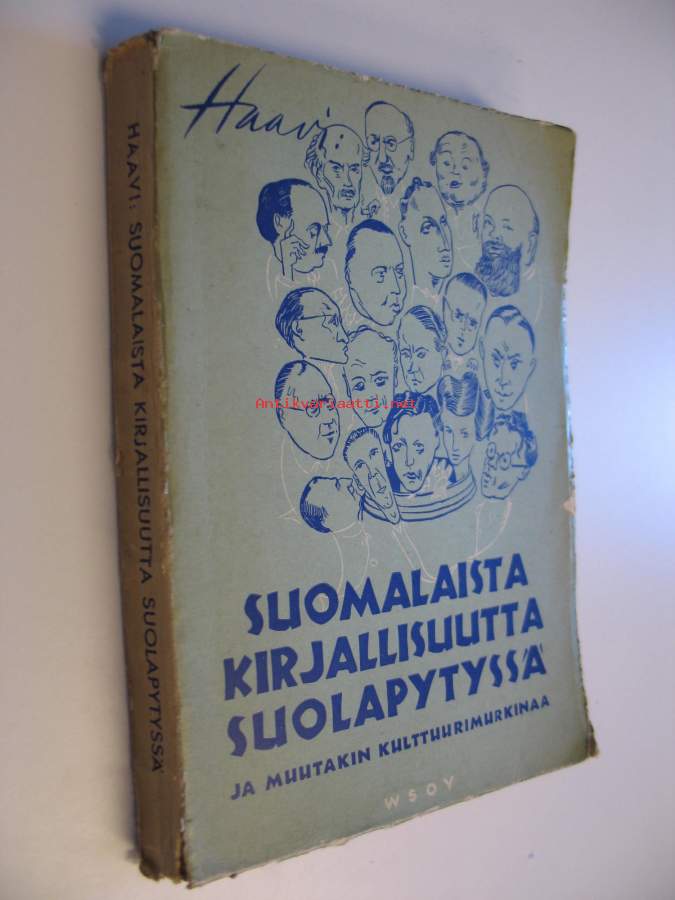 Haavi
HAAVI: SUOMALAISTA KIRJALLISUUTTA SUOLAPYTYSSÄ
Antikvariaatti.net
SUOMALAISTA
KIRJALLISUUTTA
SUOLAPYTYSSÄ
JA MUUTAKIN KULTTUURIMURKINAA
WSOY